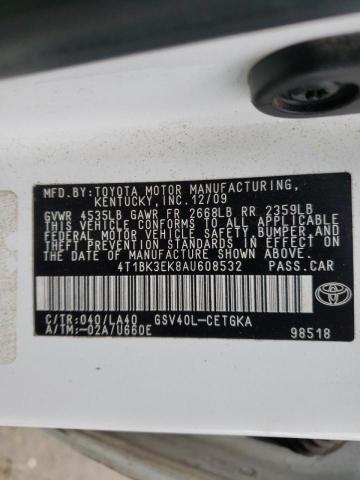 MFD.BY:TOYOTA MOTOR MANUFACTURING,
KENTUCKY, INC.12/09
GVWR 4535LB GAWR FR 2668LB RR 2359LB
THIS VEHICLE CONFORMS TO ALL APPLICABLE
FEDERAL MOTOR VEHICLE SAFETY, BUMPER,
AND THEFT PREVENTION STANDARDS IN EFFECT
ON THE DATE OF MANUFACTURE SHOWN ABOVE.
4T1BK3EK8AU608532 PASS.CAR
C/TR:040/LA40 GSV40L-CETGKA
A/TM:-02A/U660E 98518
TOYOTA